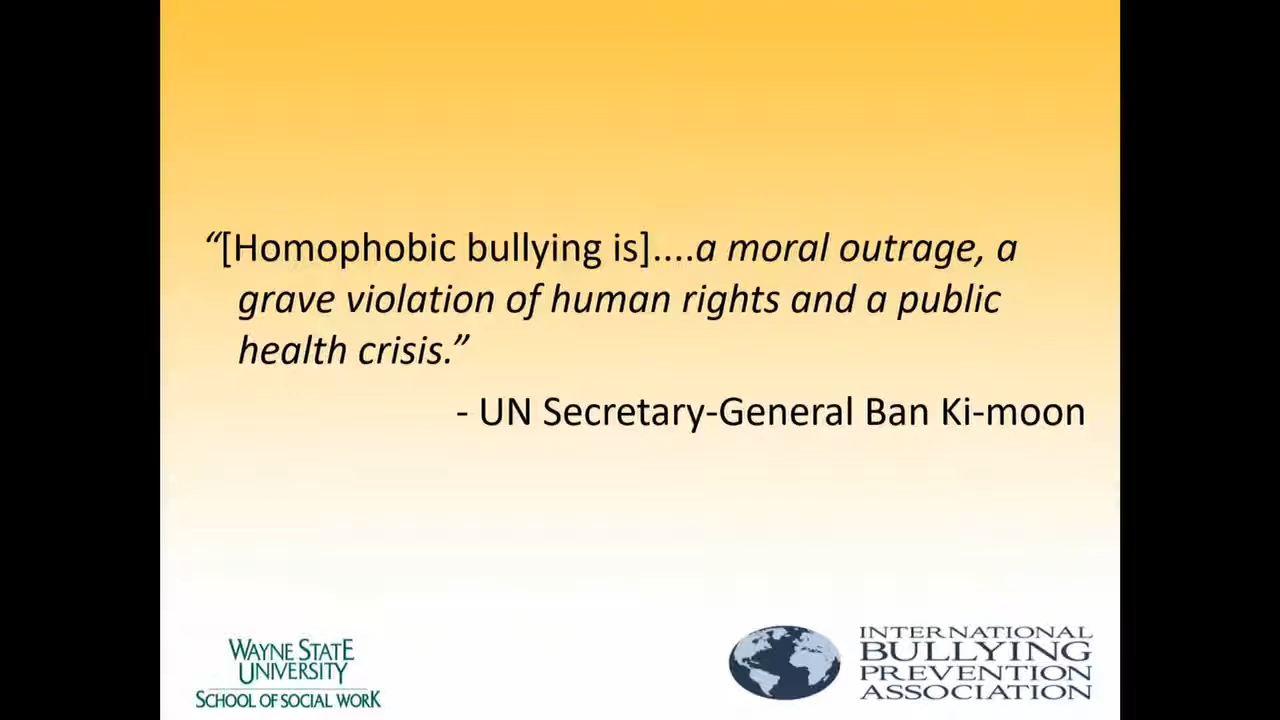 “[Homophobic bullying is]....a moral outrage, a
grave violation of human rights and a public
health crisis.”
- UN Secretary-General Ban Ki-moon
WAYNE STATE
UNIVERSITY
SCHOOL OF SOCIAL WORK
INTERNATIONAL
BULLYING
PREVENTION
ASSOCIATION